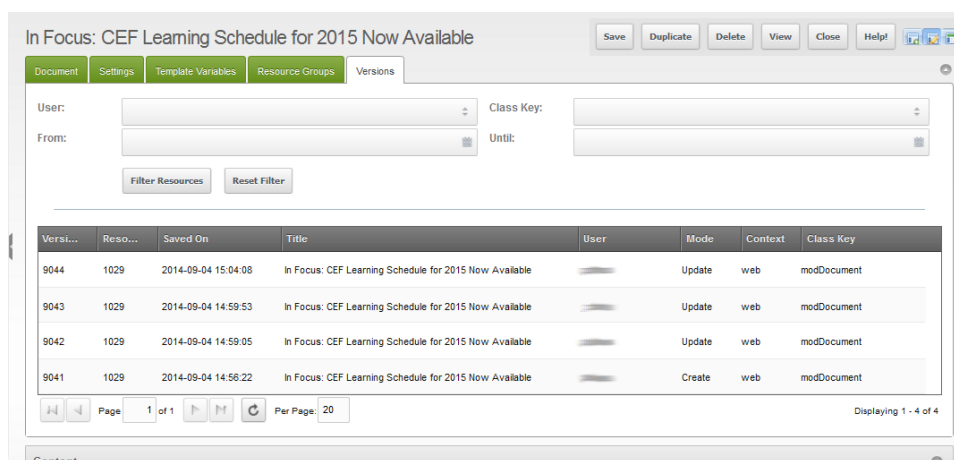 In Focus: CEF Learning Schedule for 2015 Now Available Save Duplicate Delete View Close Help!
Document Settings Template Variables Resource Groups Versions
User: Class Key:
From: Until:
Filter Resources Reset Filter
Versi... Reso... Saved On Title User Mode Context Class Key
9044 1029 2014-09-04 15:04:08 In Focus: CEF Learning Schedule for 2015 Now Available Update web modDocument
9043 1029 2014-09-04 14:59:53 In Focus: CEF Learning Schedule for 2015 Now Available Update web modDocument
9042 1029 2014-09-04 14:59:05 In Focus: CEF Learning Schedule for 2015 Now Available Update web modDocument
9041 1029 2014-09-04 14:56:22 In Focus: CEF Learning Schedule for 2015 Now Available Create web modDocument
Page 1 of 1 Per Page: 20 Displaying 1 - 4 of 4